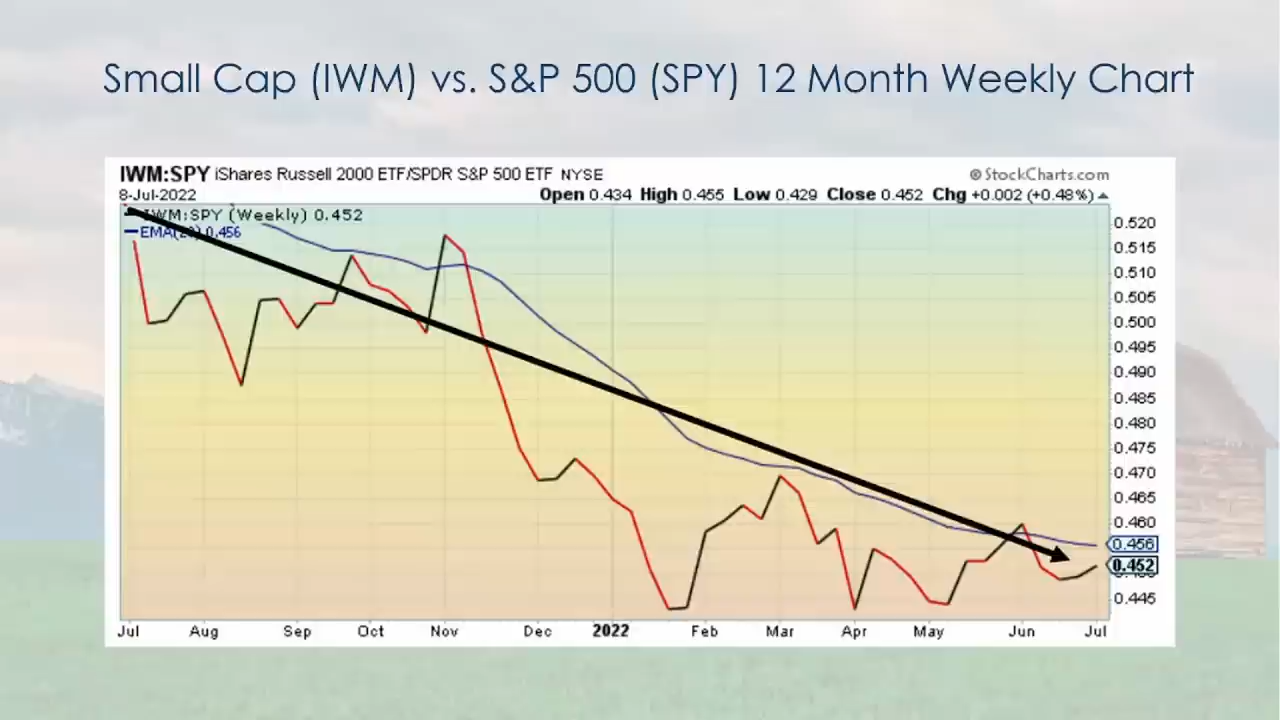 Small Cap (IWM) vs. S&P 500 (SPY) 12 Month Weekly Chart
IWM:SPY iShares Russell 2000 ETF/SPDR S&P 500 ETF NYSE
© StockCharts.com
8-Jul-2022
Open 0.434 High 0.455 Low 0.429 Close 0.452 Chg +0.002 (+0.48%)
IWM:SPY (Weekly) 0.452
0.456
0.520
0.515
0.510
0.505
0.500
0.495
0.490
0.485
0.480
0.475
0.470
0.465
0.460
0.456
0.452
0.445
Jul Aug Sep Oct Nov Dec 2022 Feb Mar Apr May Jun Jul